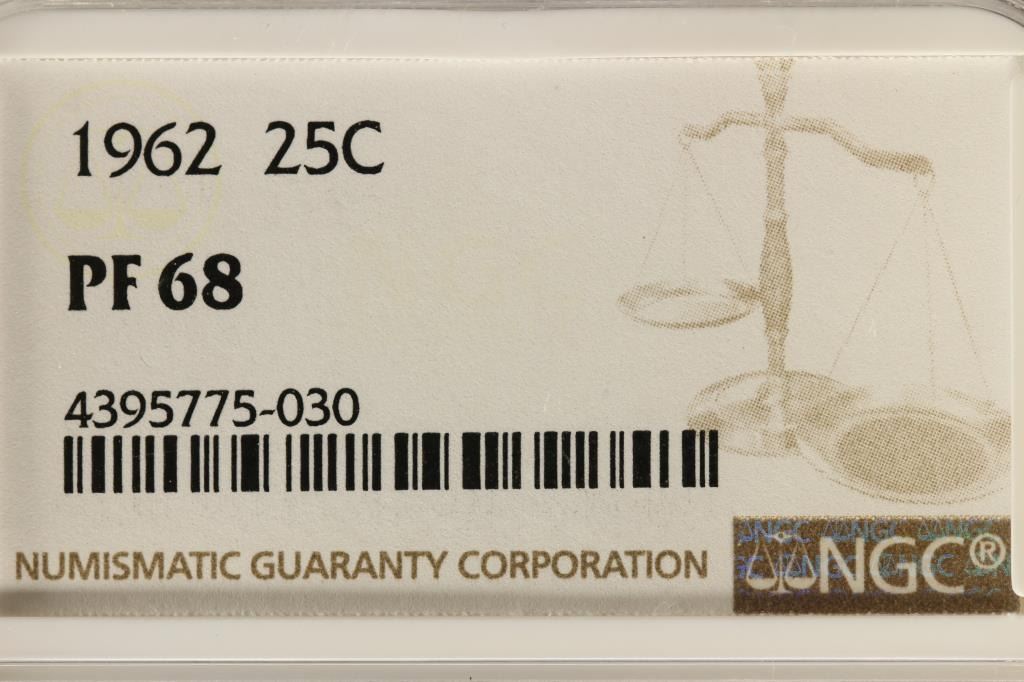 1962 25C
PF 68
4395775-030
NUMISMATIC GUARANTY CORPORATION
NGC®